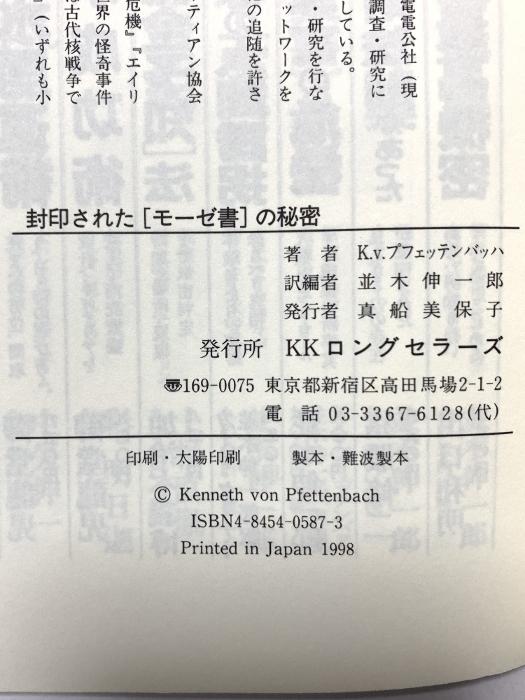 電電公社（現
調査・研究に
している。
・研究を行な
ットワークを
の追随を許さ
ティアン協会
危機』『エイリ
世界の怪奇事件
は古代核戦争で
』（いずれも小
封印された［モーゼ書］の秘密
著者 K.v.プフェッテンバッハ
訳編者 並木伸一郎
発行者 真船美保子
発行所 KKロングセラーズ
〠169-0075 東京都新宿区高田馬場2-1-2
電話 03-3367-6128(代)
印刷・太陽印刷 製本・難波製本
© Kenneth von Pfettenbach
ISBN4-8454-0587-3
Printed in Japan 1998